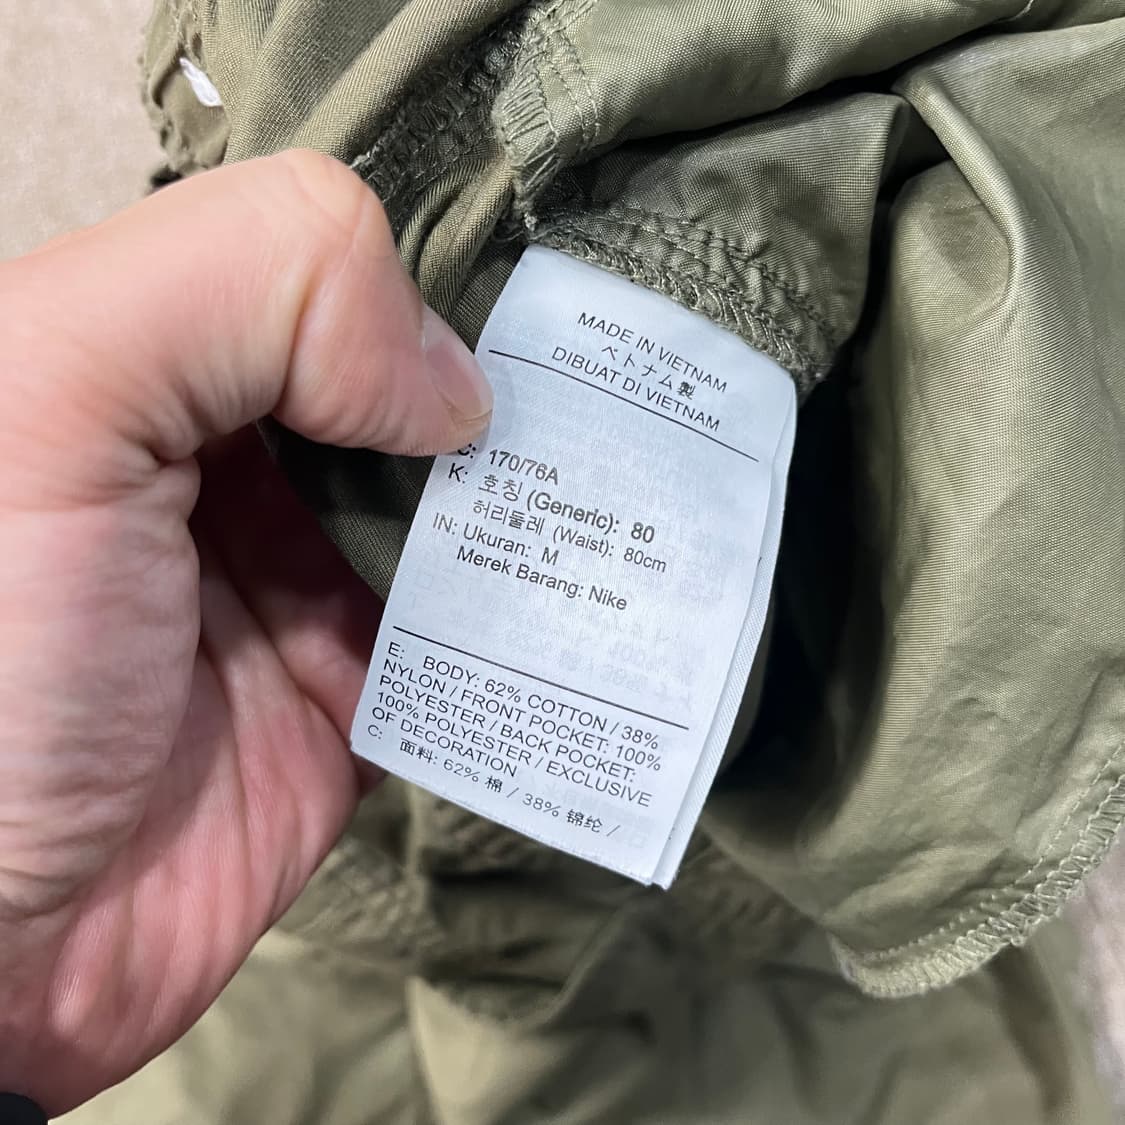 MADE IN VIETNAM
ベトナム製
DIBUAT DI VIETNAM
C: 170/76A
K: 호칭 (Generic): 80
허리둘레 (Waist): 80cm
IN: Ukuran: M
Merek Barang: Nike
E: BODY: 62% COTTON / 38%
NYLON / FRONT POCKET: 100%
POLYESTER / BACK POCKET:
100% POLYESTER / EXCLUSIVE
OF DECORATION
C: 面料: 62% 棉 / 38% 锦纶 /